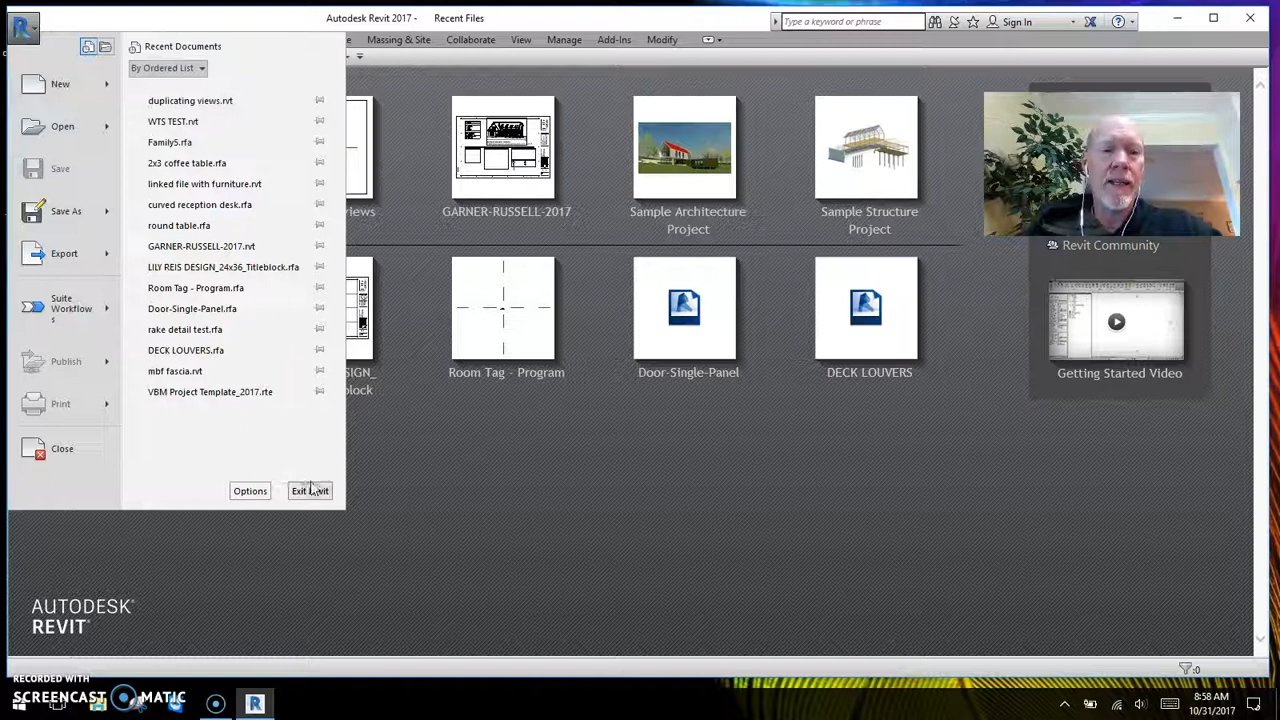 Autodesk Revit 2017 -    Recent Files
Type a keyword or phrase
Sign In
Massing & Site
Collaborate
View
Manage
Add-Ins
Modify
Recent Documents
By Ordered List
New
Open
Save
Save As
Export
Suite
Workflow
s
Publish
Print
Close
duplicating views.rvt
WTS TEST.rvt
Family5.rfa
2x3 coffee table.rfa
linked file with furniture.rvt
curved reception desk.rfa
round table.rfa
GARNER-RUSSELL-2017.rvt
LILY REIS DESIGN_24x36_Titleblock.rfa
Room Tag - Program.rfa
Door-Single-Panel.rfa
rake detail test.rfa
DECK LOUVERS.rfa
mbf fascia.rvt
VBM Project Template_2017.rte
Options
Exit Revit
iews
GARNER-RUSSELL-2017
Sample Architecture
Project
Sample Structure
Project
Revit Community
SIGN_
block
Room Tag - Program
Door-Single-Panel
DECK LOUVERS
Getting Started Video
AUTODESK®
REVIT®
:0
RECORDED WITH
SCREENCAST MATIC
8:58 AM
10/31/2017